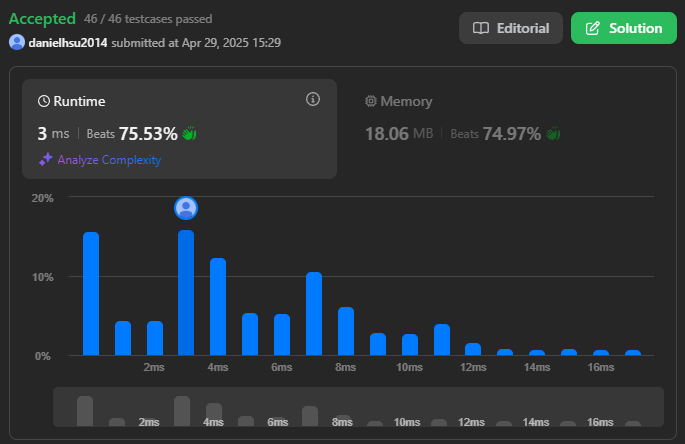 Accepted 46 / 46 testcases passed
Editorial
Solution
danielhsu2014 submitted at Apr 29, 2025 15:29
Runtime
Memory
3 ms Beats 75.53%
18.06 MB Beats 74.97%
Analyze Complexity
20%
10%
0%
2ms 4ms 6ms 8ms 10ms 12ms 14ms 16ms
2ms 4ms 6ms 8ms 10ms 12ms 14ms 16ms